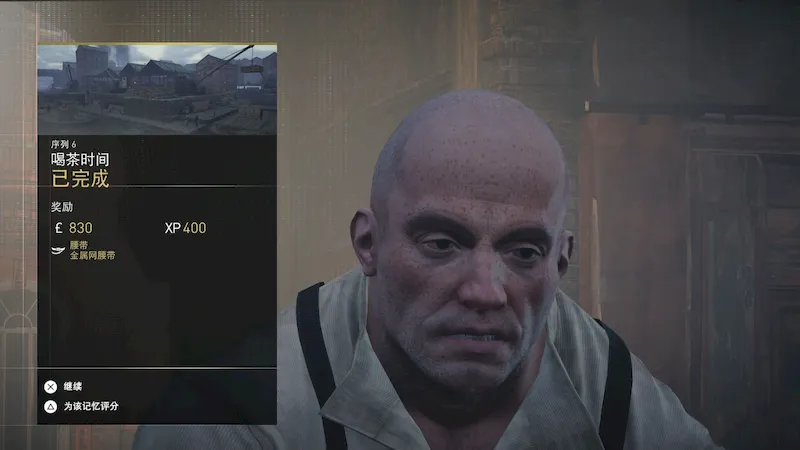 序列 6
喝茶时间
已完成
奖励
£ 830 XP 400
腰带
金属网腰带
继续
为该记忆评分